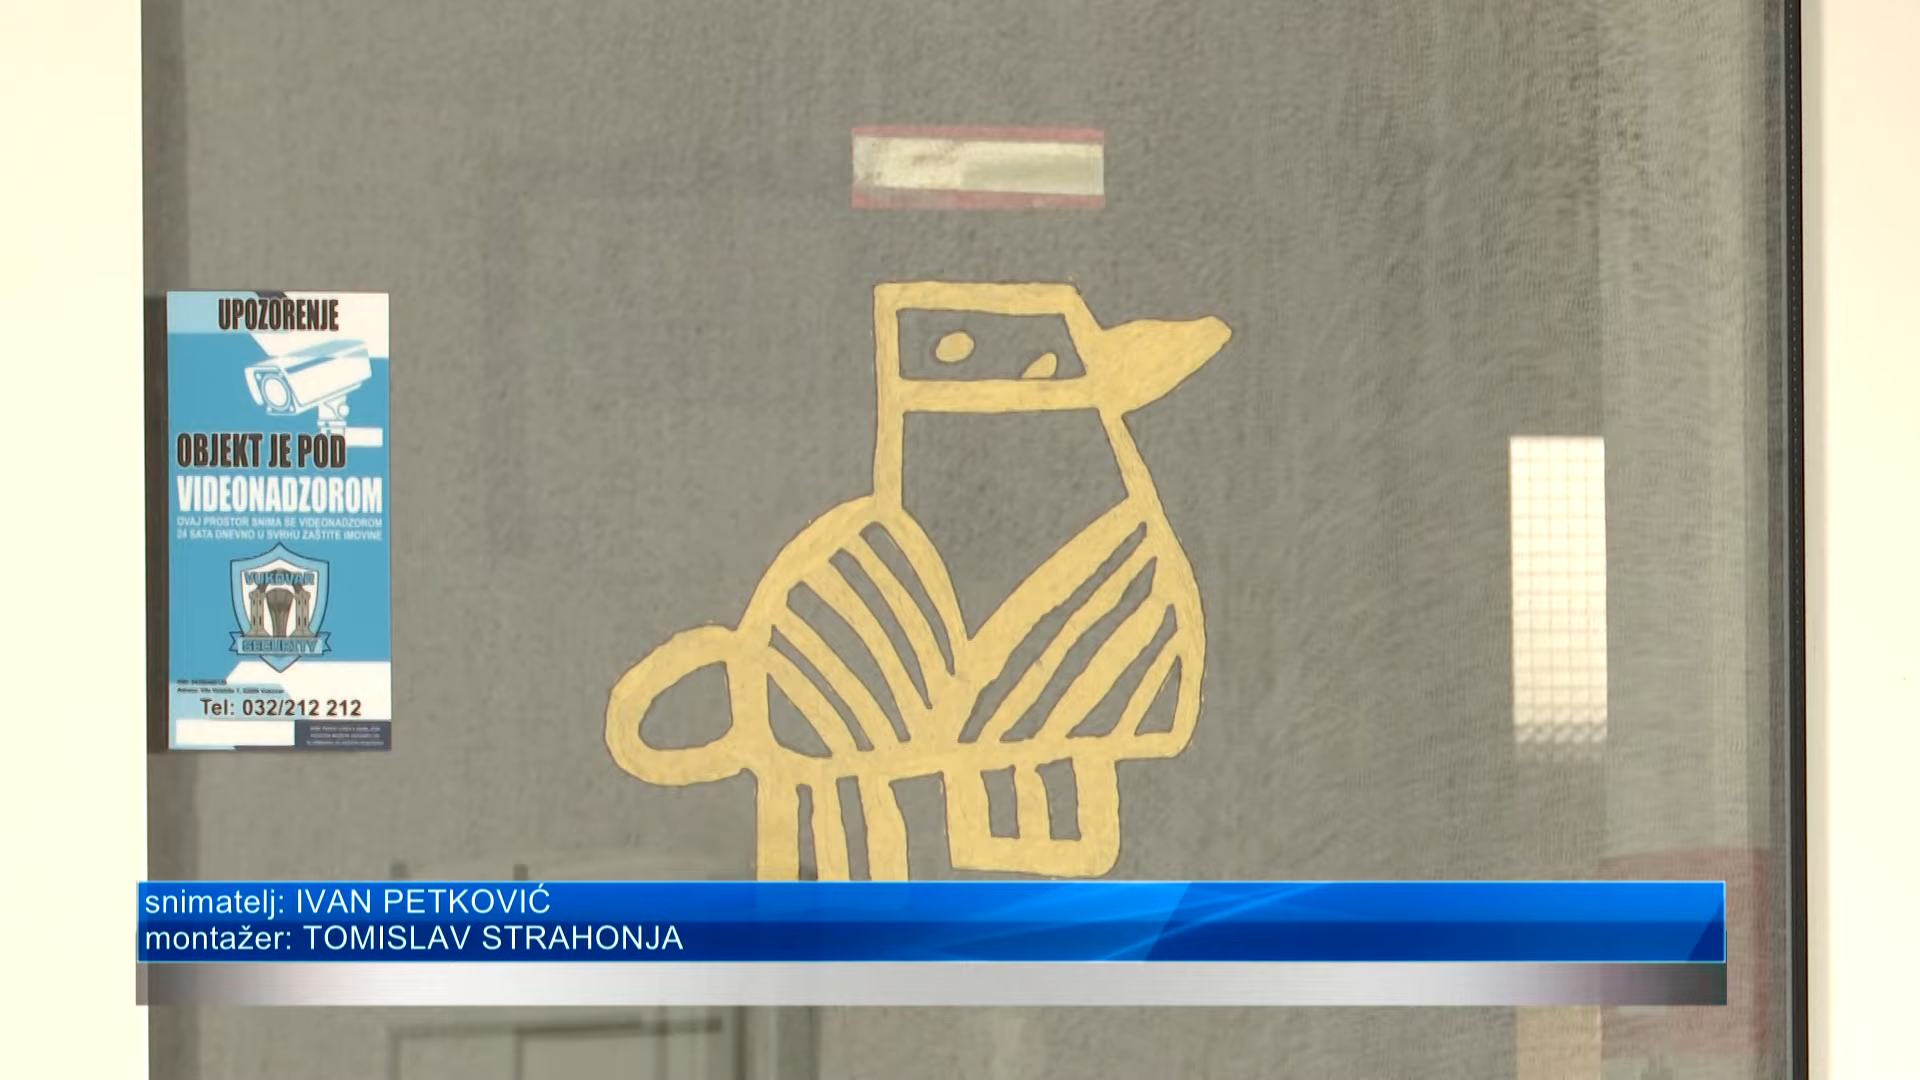 UPOZORENJE
OBJEKT JE POD
VIDEONADZOROM
OVAJ PROSTOR SNIMA SE VIDEONADZOROM
24 SATA DNEVNO U SVRHU ZAŠTITE IMOVINE
VUKOVAR
SECURITY
Tel: 032/212 212
snimatelj: IVAN PETKOVIĆ
montažer: TOMISLAV STRAHONJA